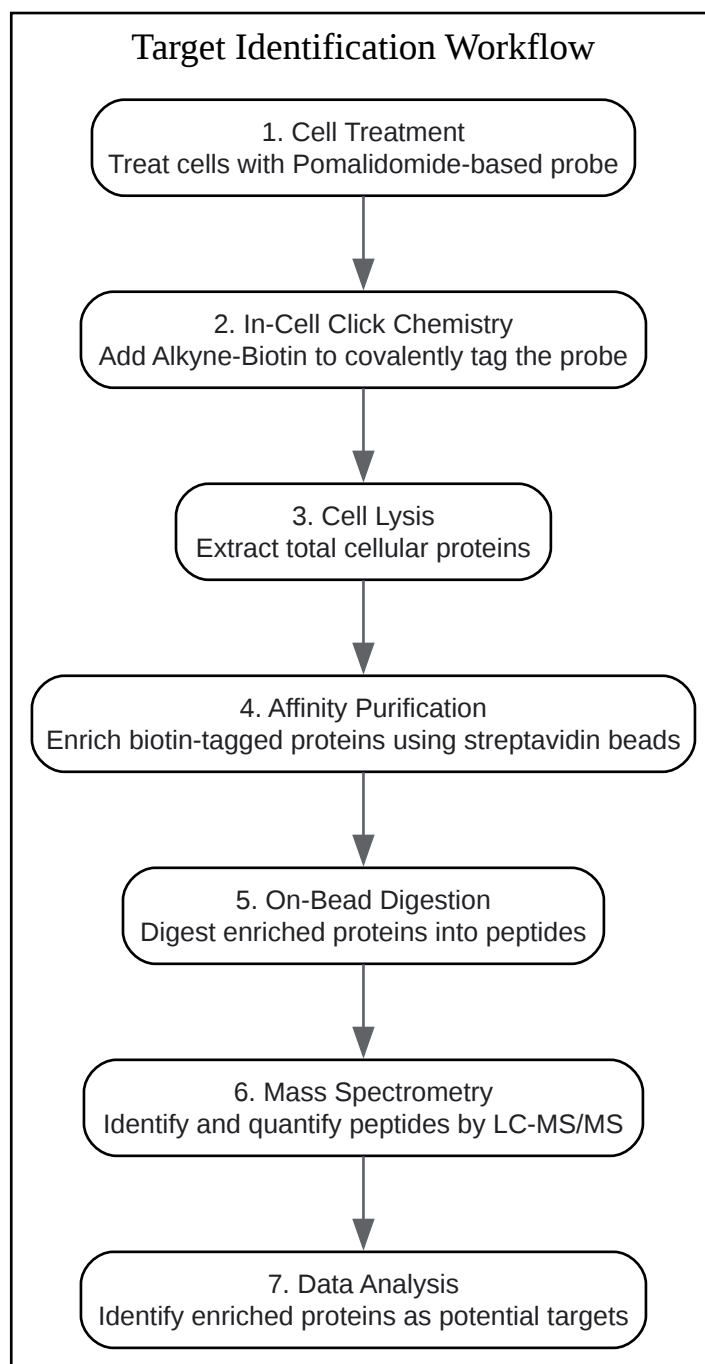 Target Identification Workflow
1. Cell Treatment
Treat cells with Pomalidomide-based probe
2. In-Cell Click Chemistry
Add Alkyne-Biotin to covalently tag the probe
3. Cell Lysis
Extract total cellular proteins
4. Affinity Purification
Enrich biotin-tagged proteins using streptavidin beads
5. On-Bead Digestion
Digest enriched proteins into peptides
6. Mass Spectrometry
Identify and quantify peptides by LC-MS/MS
7. Data Analysis
Identify enriched proteins as potential targets